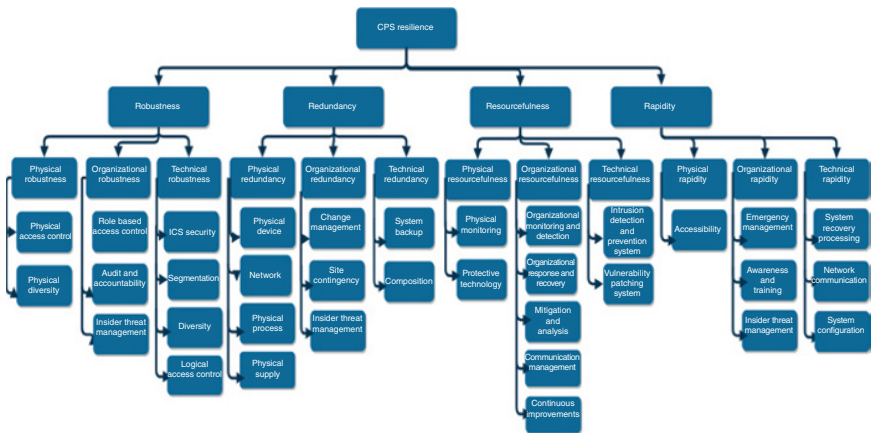 CPS resilience
Robustness
Redundancy
Resourcefulness
Rapidity
Physical
robustness
Organizational
robustness
Technical
robustness
Physical
redundancy
Organizational
redundancy
Technical
redundancy
Physical
resourcefulness
Organizational
resourcefulness
Technical
resourcefulness
Physical
rapidity
Organizational
rapidity
Technical
rapidity
Physical
access control
Physical
diversity
Role based
access control
Audit and
accountability
Insider threat
management
ICS security
Segmentation
Diversity
Logical
access control
Physical
device
Network
Physical
process
Physical
supply
Change
management
Site
contingency
Insider threat
management
System
backup
Composition
Physical
monitoring
Protective
technology
Organizational
monitoring and
detection
Organizational
response and
recovery
Mitigation
and
analysis
Communication
management
Continuous
improvements
Intrusion
detection and
prevention
system
Vulnerability
patching
system
Accessibility
Emergency
management
Awareness
and
training
Insider threat
management
System
recovery
processing
Network
communication
System
configuration